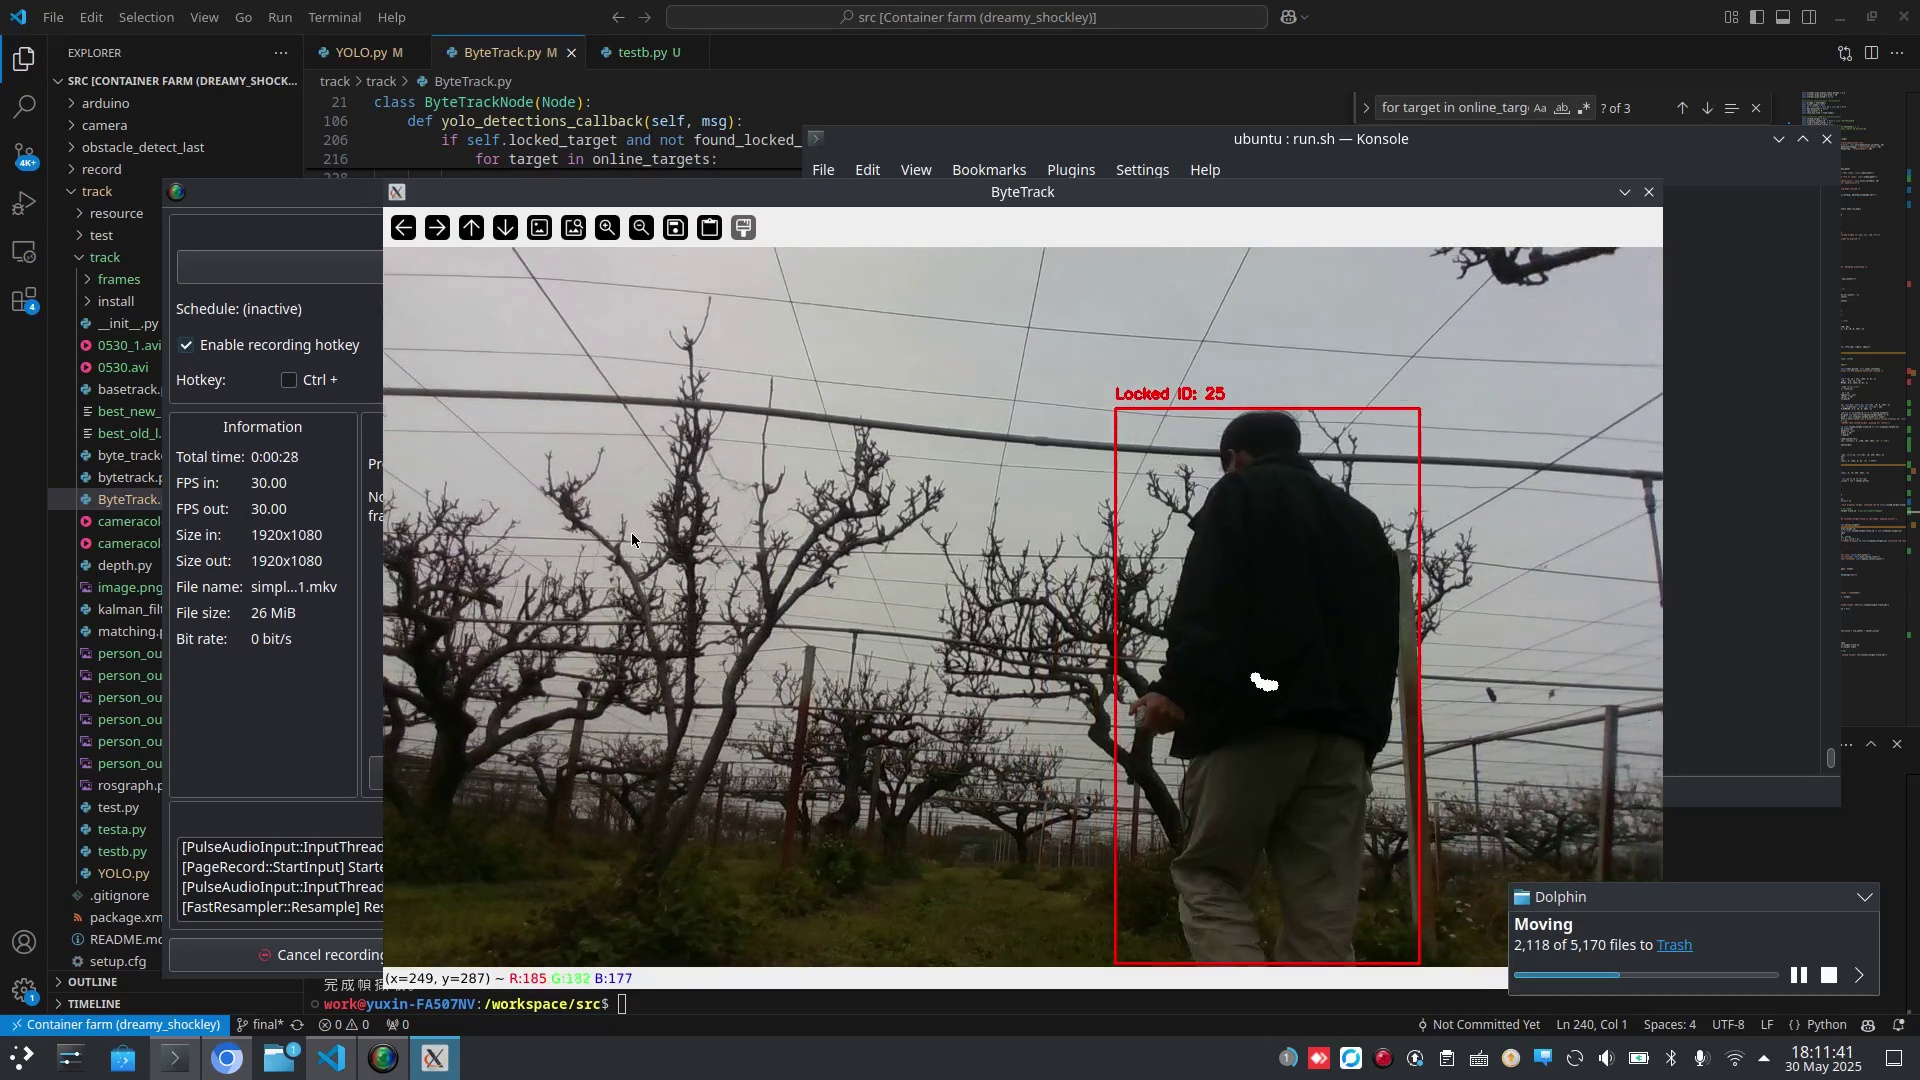 File Edit Selection View Go Run Terminal Help
src [Container farm (dreamy_shockley)]
EXPLORER
YOLO.py M
ByteTrack.py M
testb.py U
SRC [CONTAINER FARM (DREAMY_SHOCK...
track > track > ByteTrack.py
arduino
camera
obstacle_detect_last
record
track
resource
test
track
frames
install
__init__.py
0530_1.avi
0530.avi
basetrack.
best_new_
best_old_l.
byte_track
bytetrack.p
ByteTrack.
cameracol
cameracol
depth.py
image.png
kalman_filt
matching.p
person_ou
person_ou
person_ou
person_ou
person_ou
person_ou
rosgraph.p
test.py
testa.py
testb.py
YOLO.py
.gitignore
package.xm
README.md
setup.cfg
OUTLINE
TIMELINE
21 class ByteTrackNode(Node):
106 def yolo_detections_callback(self, msg):
206 if self.locked_target and not found_locked_
216 for target in online_targets:
for target in online_targ
Aa ab
? of 3
ubuntu : run.sh — Konsole
File Edit View Bookmarks Plugins Settings Help
ByteTrack
Schedule: (inactive)
Enable recording hotkey
Hotkey: Ctrl +
Information
Total time: 0:00:28
FPS in: 30.00
FPS out: 30.00
Size in: 1920x1080
Size out: 1920x1080
File name: simpl...1.mkv
File size: 26 MiB
Bit rate: 0 bit/s
Pr
No
fra
[PulseAudioInput::InputThread
[PageRecord::StartInput] Starte
[PulseAudioInput::InputThread
[FastResampler::Resample] Res
Cancel recording
Locked ID: 25
(x=249, y=287) ~ R:185 G:182 B:177
work@yuxin-FA507NV:/workspace/src$
Dolphin
Moving
2,118 of 5,170 files to Trash
Container farm (dreamy_shockley)
final*
0 0
0
Not Committed Yet
Ln 240, Col 1
Spaces: 4
UTF-8
LF
{} Python
4K+
4
1
1
1
18:11:41
30 May 2025